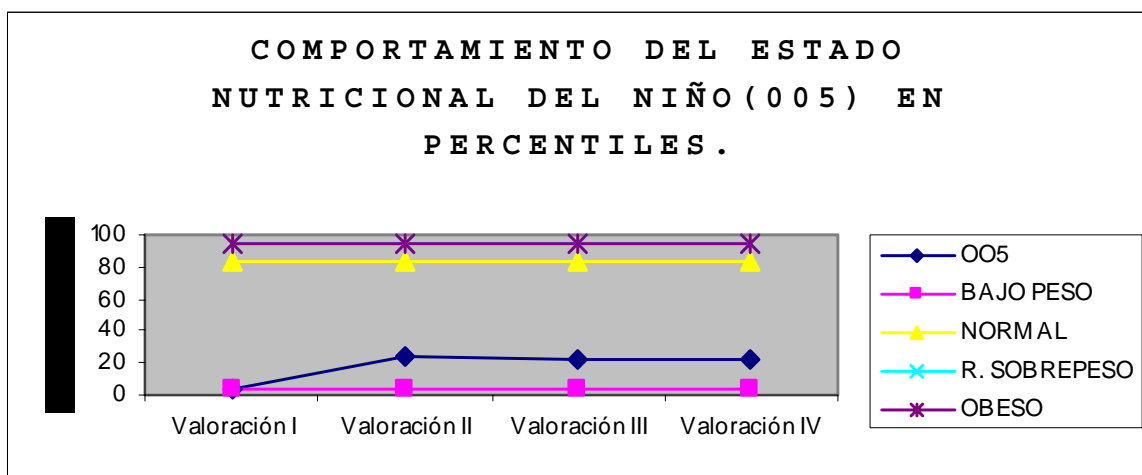 COMPORTAMIENTO DEL ESTADO
NUTRICIONAL DEL NIÑO(005) EN
PERCENTILES.
100
80
60
40
20
0
Valoración I Valoración II Valoración III Valoración IV
OO5
BAJO PESO
NORMAL
R. SOBREPESO
OBESO